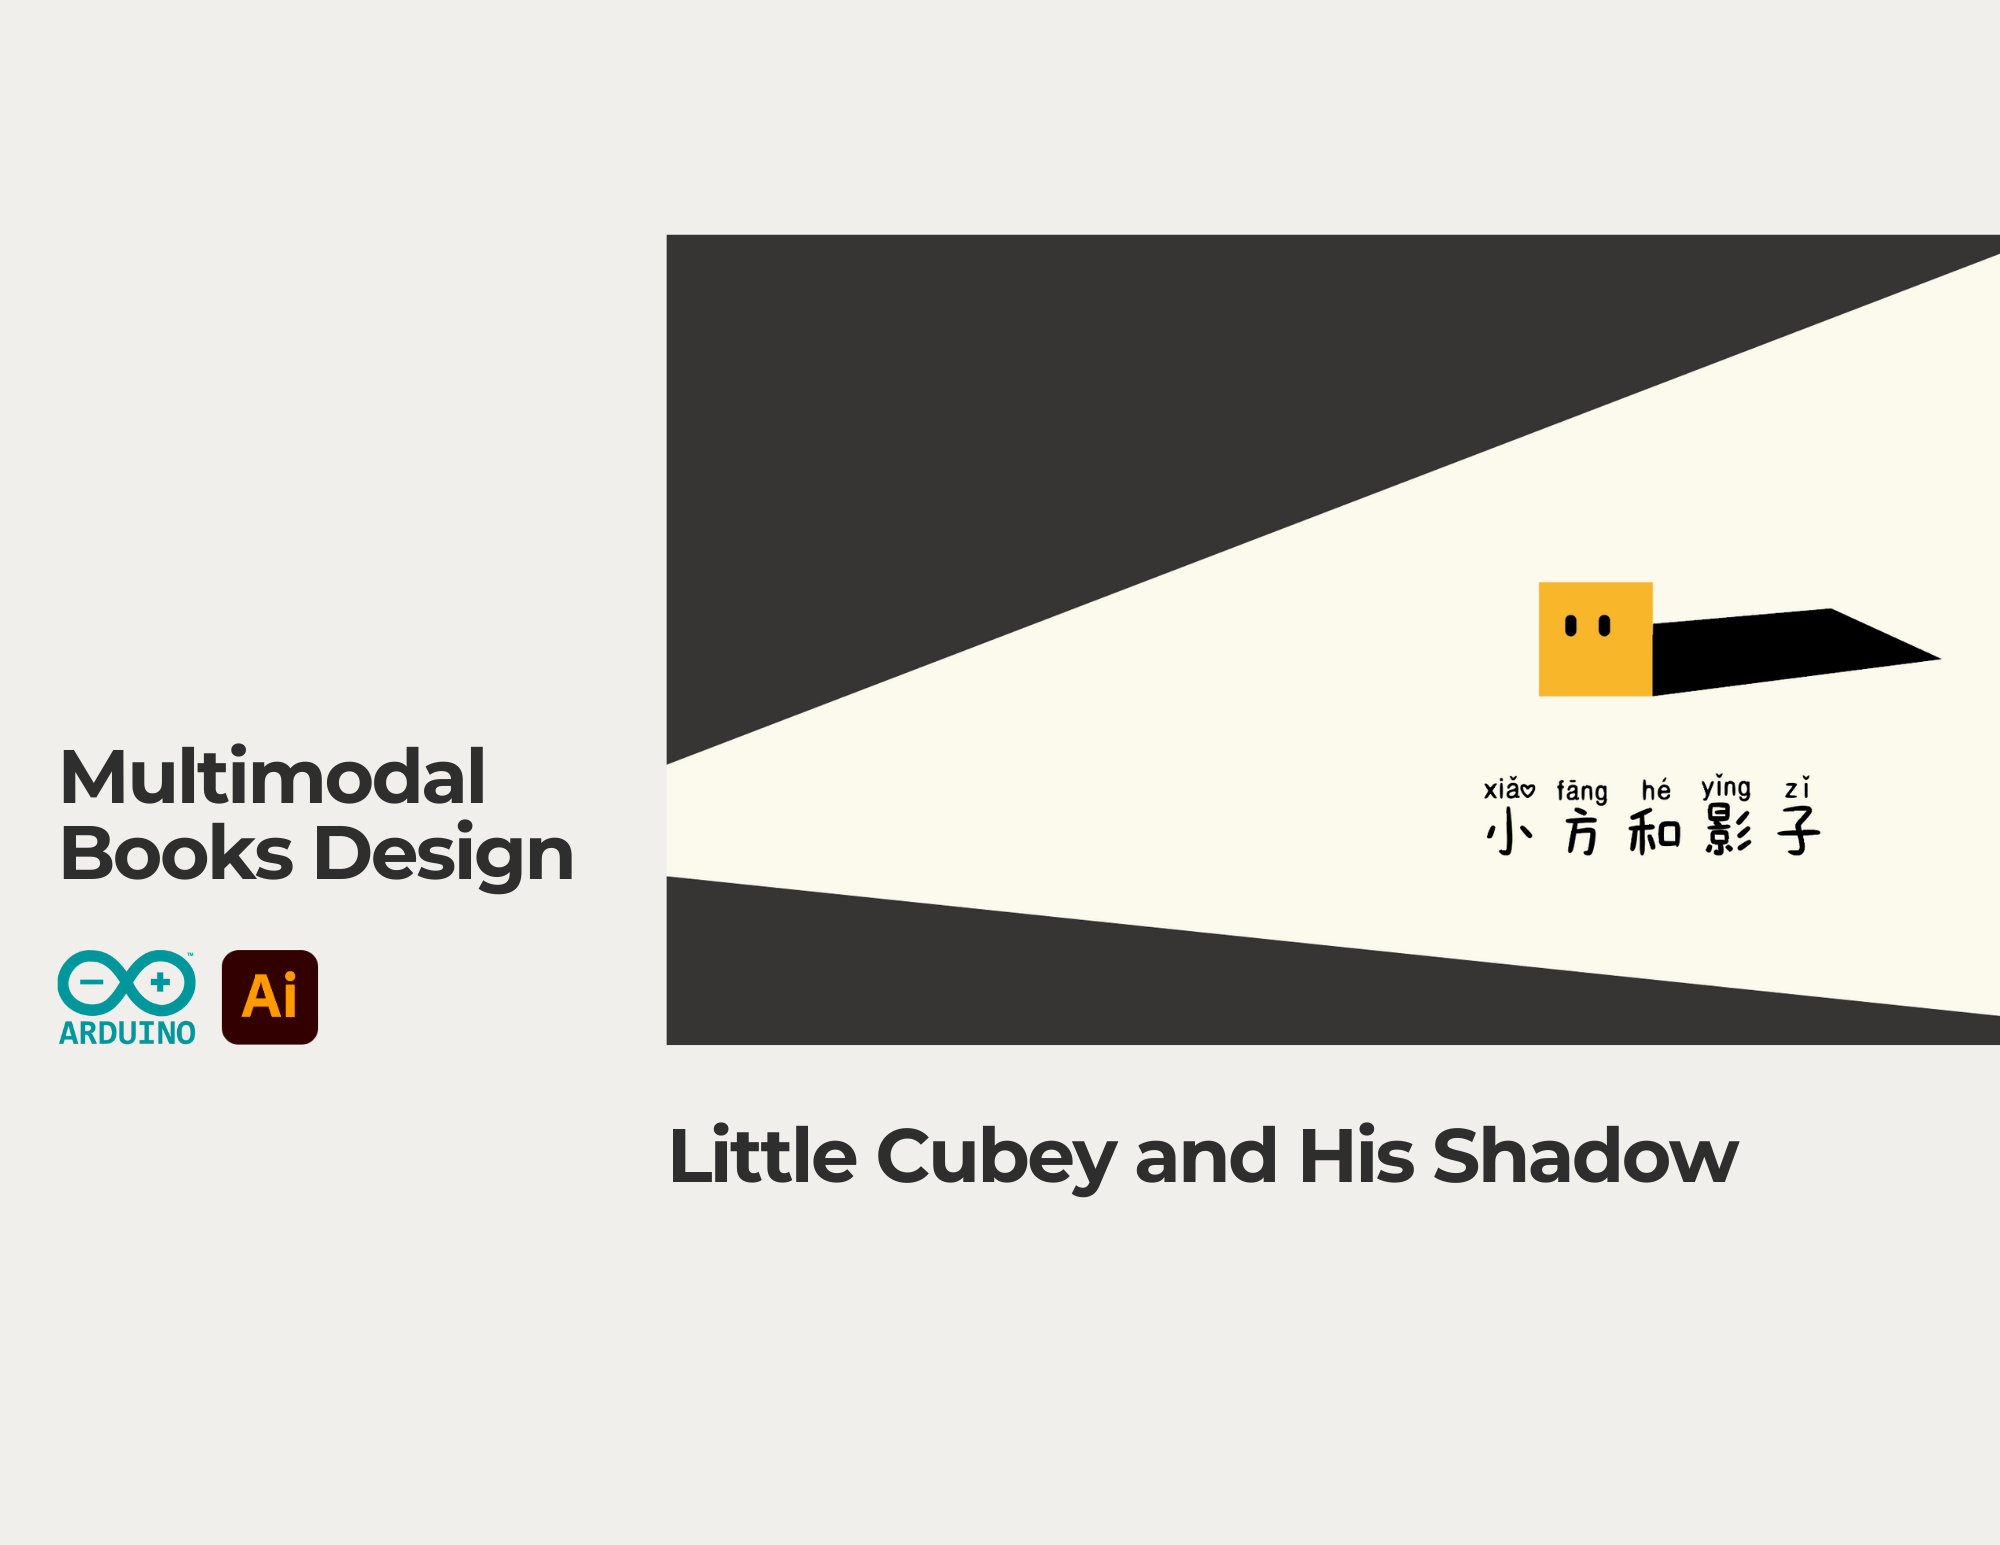 Multimodal
Books Design
ARDUINO™
Ai
xiǎo fāng hé yǐng zǐ
小方和影子
Little Cubey and His Shadow